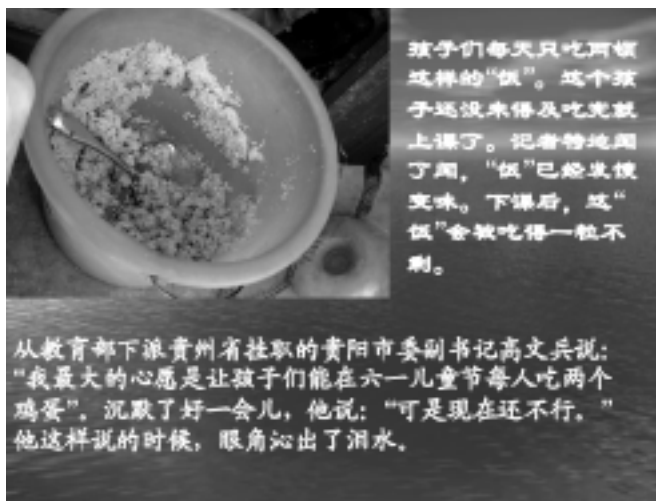 孩子们每天只吃两顿
这样的“饭”。这个孩
子还没来得及吃完就
上课了。记者特地闻
了闻，“饭”已经发馊
变味。下课后，这“
饭”会被吃得一粒不
剩。
从教育部下派贵州省挂职的贵阳市委副书记高文兵说：
“我最大的心愿是让孩子们能在六一儿童节每人吃两个
鸡蛋”。沉默了好一会儿，他说：“可是现在还不行。”
他这样说的时候，眼角沁出了泪水。